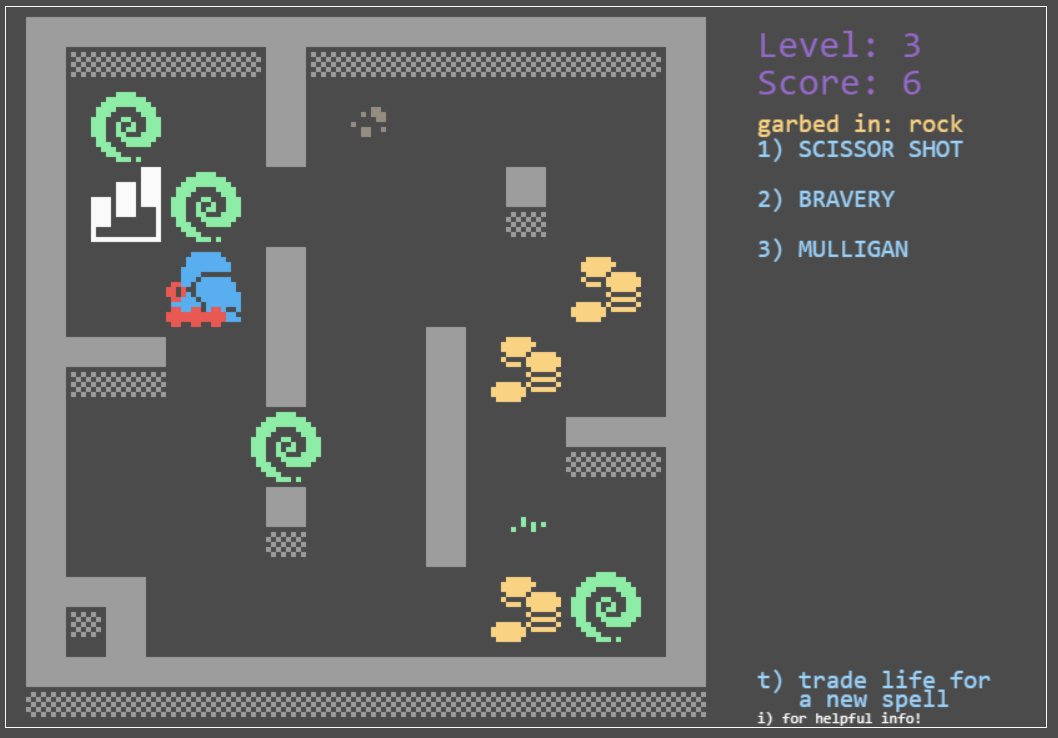 Level: 3
Score: 6
garbed in: rock
1) SCISSOR SHOT
2) BRAVERY
3) MULLIGAN
t) trade life for
a new spell
i) for helpful info!